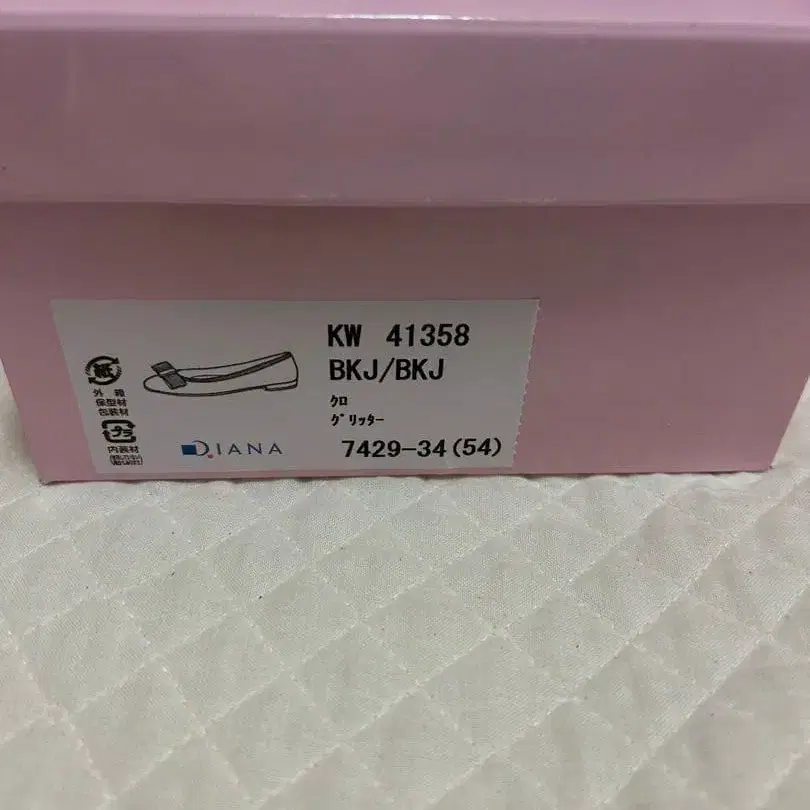 KW 41358
BKJ/BKJ
ｸﾛ
ｸﾞﾘｯﾀｰ
7429-34(54)
DIANA
紙
外 箱
保型材
包装材
プラ
内装材